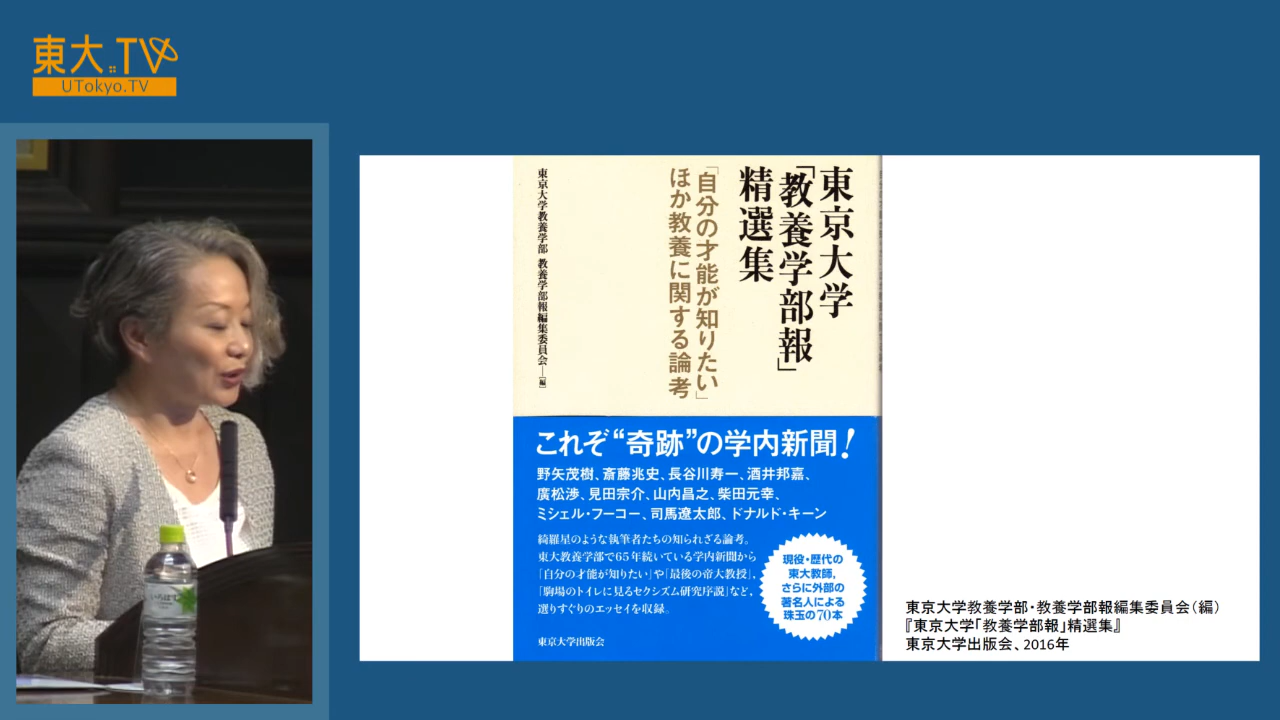 東大.TV
UTokyo.TV
東京大学
「教養学部報」
精選集
「自分の才能が知りたい」
ほか教養に関する論考
東京大学教養学部 教養学部報編集委員会―[編]
これぞ“奇跡”の学内新聞!
野矢茂樹、斎藤兆史、長谷川寿一、酒井邦嘉、
廣松渉、見田宗介、山内昌之、柴田元幸、
ミシェル・フーコー、司馬遼太郎、ドナルド・キーン
綺羅星のような執筆者たちの知られざる論考。
東大教養学部で65年続いている学内新聞から
「自分の才能が知りたい」や「最後の帝大教授」、
「駒場のトイレに見るセクシズム研究序説」など、
選りすぐりのエッセイを収録。
現役・歴代の
東大教師、
さらに外部の
著名人による
珠玉の70本
東京大学出版会
東京大学教養学部・教養学部報編集委員会(編)
『東京大学「教養学部報」精選集』
東京大学出版会、2016年
いろはす